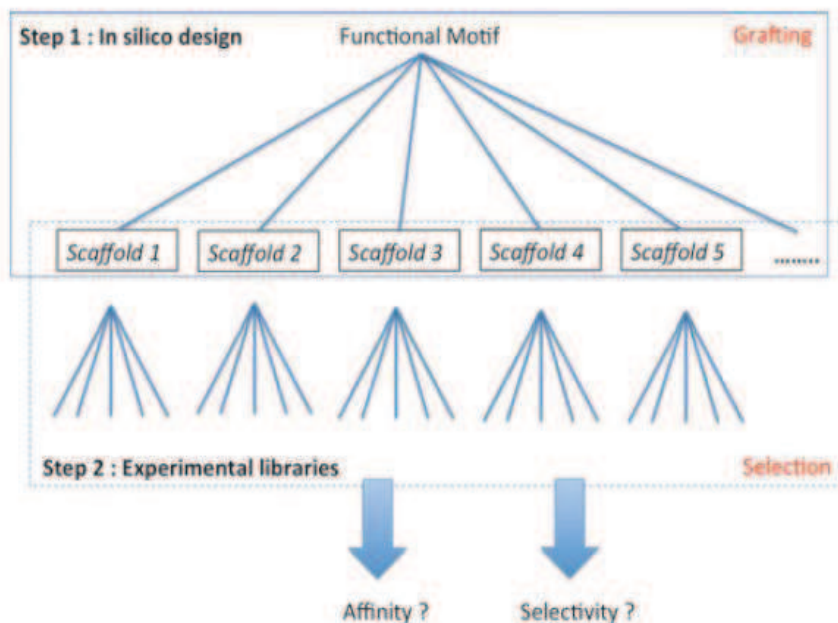 Step 1 : In silico design Functional Motif Grafting
Scaffold 1 Scaffold 2 Scaffold 3 Scaffold 4 Scaffold 5 ........
Step 2 : Experimental libraries Selection
Affinity ? Selectivity ?